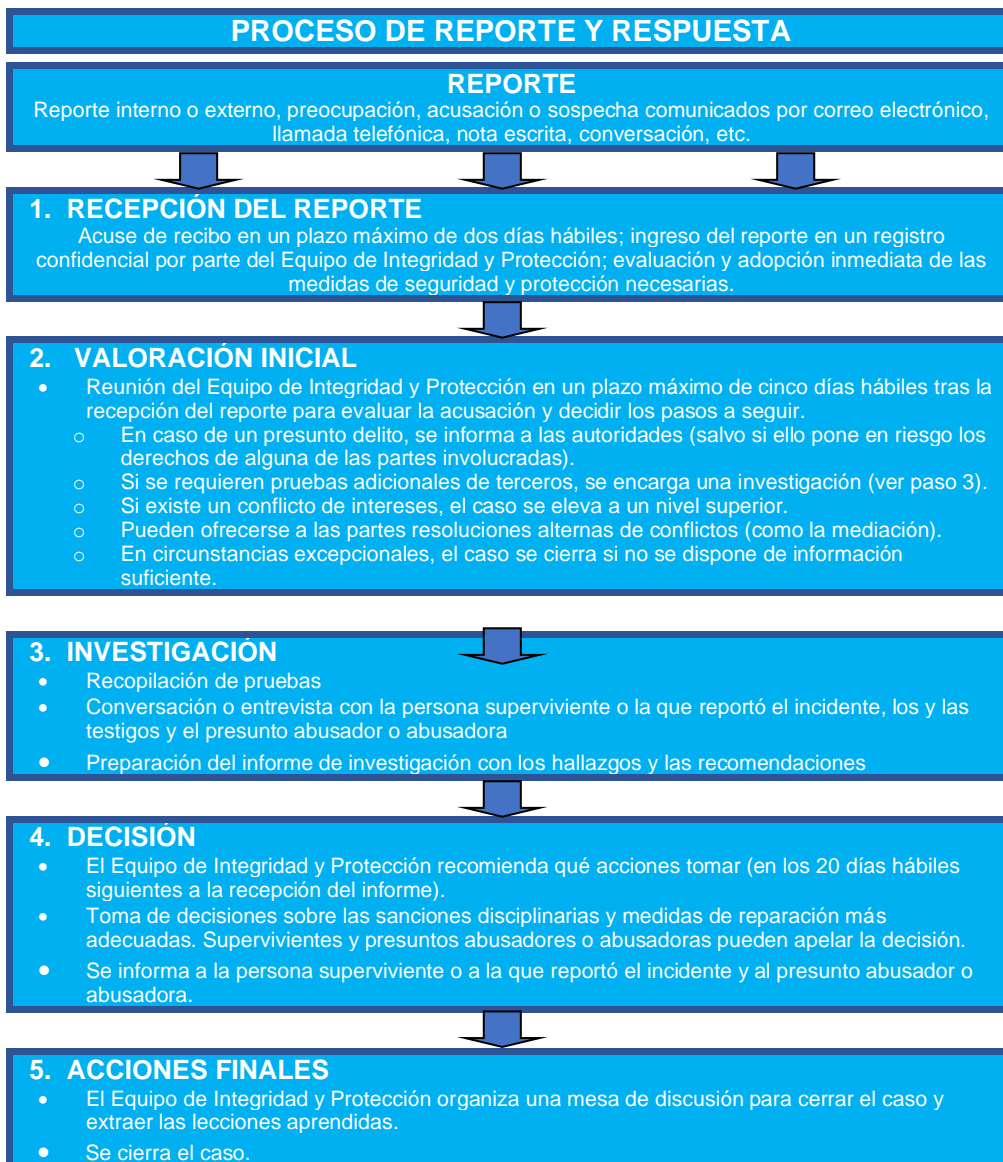 PROCESO DE REPORTE Y RESPUESTA
REPORTE
Reporte interno o externo, preocupación, acusación o sospecha comunicados por correo electrónico,
llamada telefónica, nota escrita, conversación, etc.
1. RECEPCIÓN DEL REPORTE
Acuse de recibo en un plazo máximo de dos días hábiles; ingreso del reporte en un registro
confidencial por parte del Equipo de Integridad y Protección; evaluación y adopción inmediata de las
medidas de seguridad y protección necesarias.
2. VALORACIÓN INICIAL
• Reunión del Equipo de Integridad y Protección en un plazo máximo de cinco días hábiles tras la
recepción del reporte para evaluar la acusación y decidir los pasos a seguir.
o En caso de un presunto delito, se informa a las autoridades (salvo si ello pone en riesgo los
derechos de alguna de las partes involucradas).
o Si se requieren pruebas adicionales de terceros, se encarga una investigación (ver paso 3).
o Si existe un conflicto de intereses, el caso se eleva a un nivel superior.
o Pueden ofrecerse a las partes resoluciones alternas de conflictos (como la mediación).
o En circunstancias excepcionales, el caso se cierra si no se dispone de información
suficiente.
3. INVESTIGACIÓN
• Recopilación de pruebas
• Conversación o entrevista con la persona superviviente o la que reportó el incidente, los y las
testigos y el presunto abusador o abusadora
• Preparación del informe de investigación con los hallazgos y las recomendaciones
4. DECISIÓN
• El Equipo de Integridad y Protección recomienda qué acciones tomar (en los 20 días hábiles
siguientes a la recepción del informe).
• Toma de decisiones sobre las sanciones disciplinarias y medidas de reparación más
adecuadas. Supervivientes y presuntos abusadores o abusadoras pueden apelar la decisión.
• Se informa a la persona superviviente o a la que reportó el incidente y al presunto abusador o
abusadora.
5. ACCIONES FINALES
• El Equipo de Integridad y Protección organiza una mesa de discusión para cerrar el caso y
extraer las lecciones aprendidas.
• Se cierra el caso.